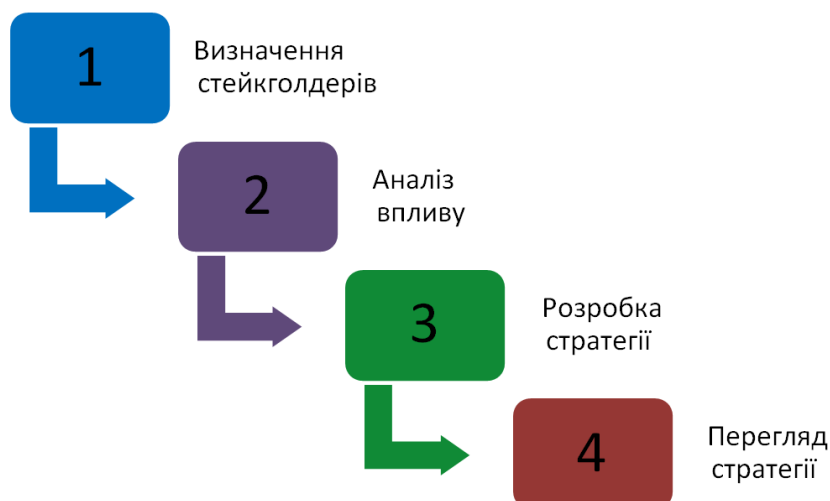 1
Визначення
стейкголдерів
2
Аналіз
впливу
3
Розробка
стратегії
4
Перегляд
стратегії